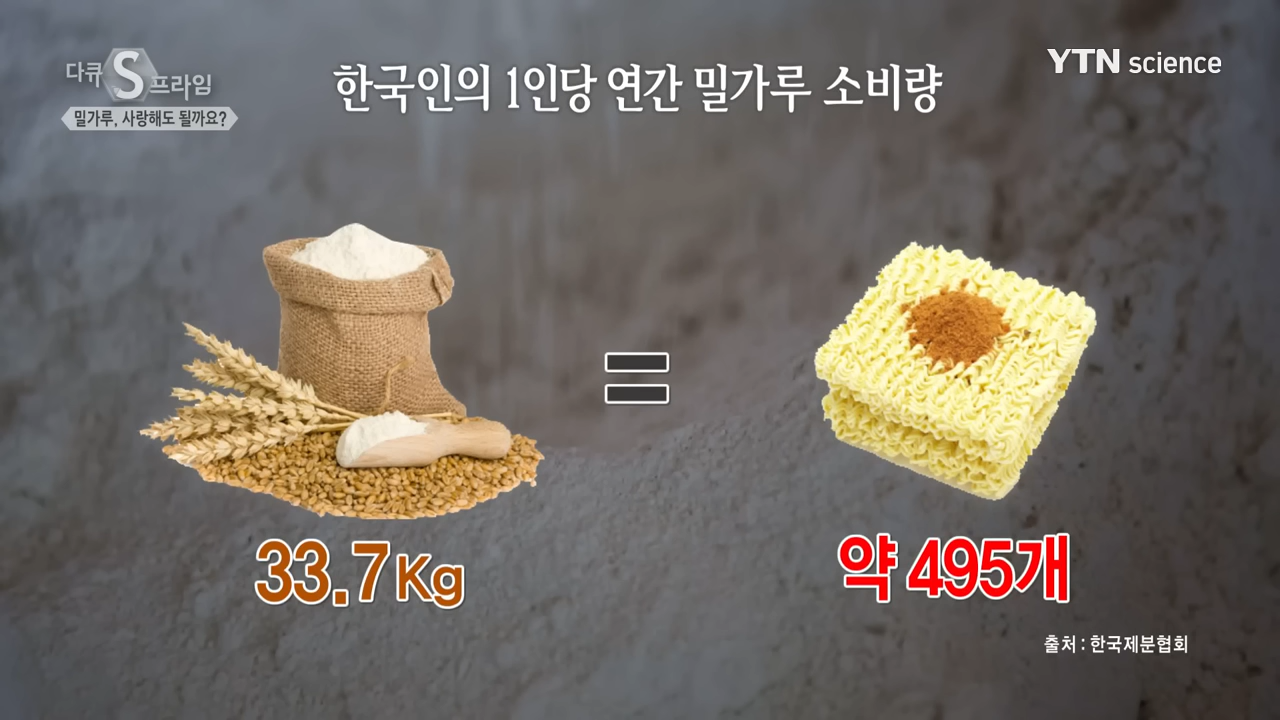 다큐 S 프라임
밀가루, 사랑해도 될까요?
한국인의 1인당 연간 밀가루 소비량
YTN science
=
33.7Kg
약 495개
출처 : 한국제분협회